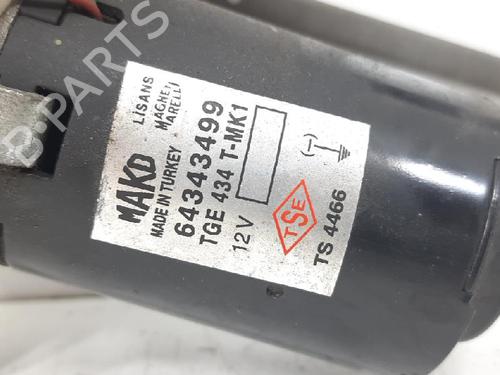 B-PARTS
LISANS
MAGNETI
MARELLI
MAKO
MADE IN TURKEY
64343499
TGE 434 T-MK1
12V
(-)
TSE
TS 4466